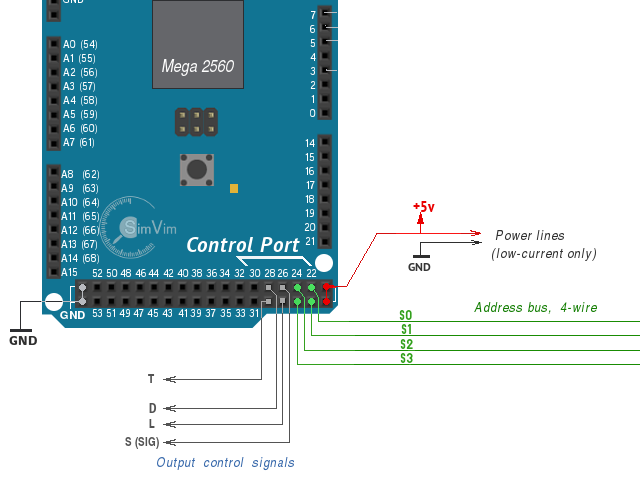 GND
7
6
5
4
3
2
1
0
A0 (54)
A1 (55)
A2 (56)
A3 (57)
A4 (58)
A5 (59)
A6 (60)
A7 (61)
Mega 2560
14
15
16
17
18
19
20
21
A8 (62)
A9 (63)
A10 (64)
A11 (65)
A12 (66)
A13 (67)
A14 (68)
A15
SimVim
Control Port
52 50 48 46 44 42 40 38 36 34 32 30 28 26 24 22
GND
53 51 49 47 45 43 41 39 37 35 33 31
GND
+5v
GND
Power lines
(low-current only)
Address bus, 4-wire
S0
S1
S2
S3
T
D
L
S (SIG)
Output control signals